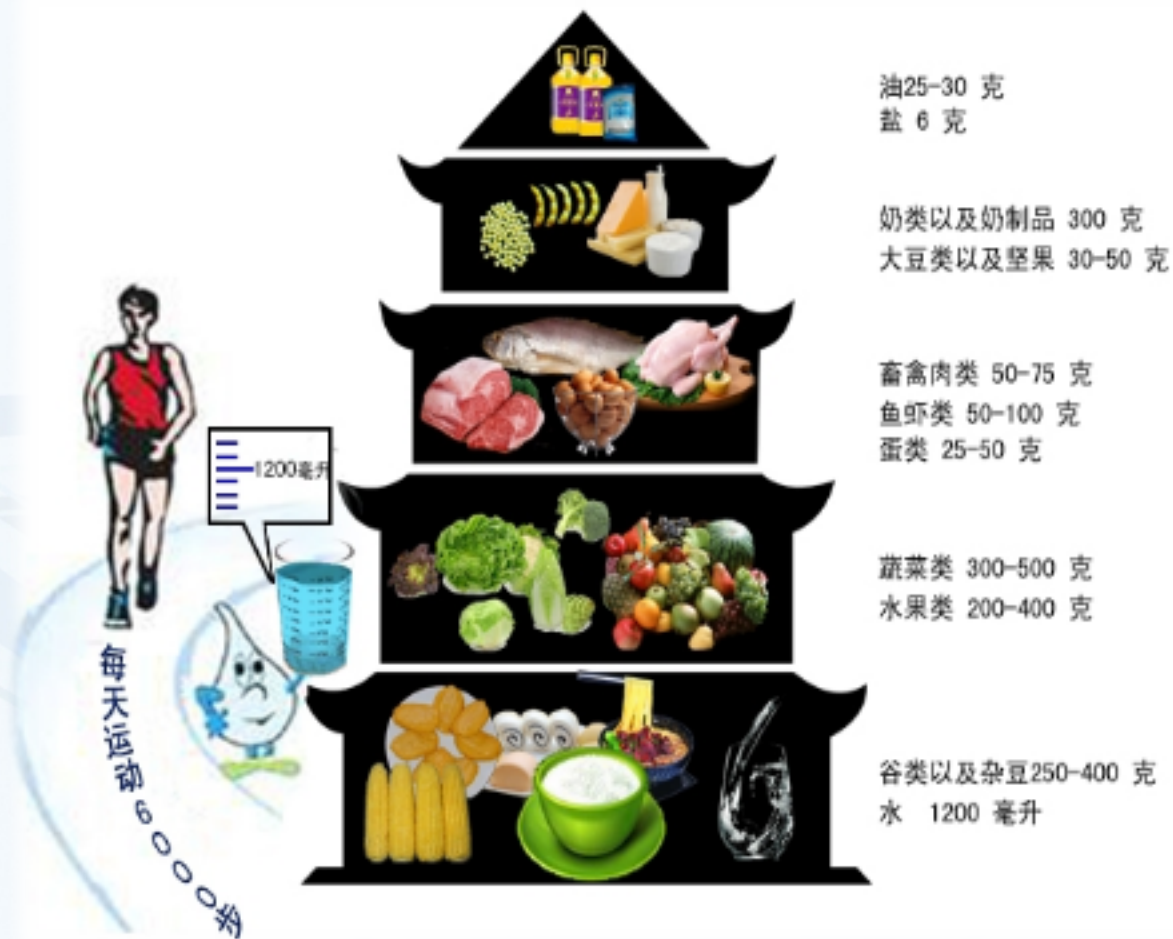 油25-30 克
盐 6 克
奶类以及奶制品 300 克
大豆类以及坚果 30-50 克
畜禽肉类 50-75 克
鱼虾类 50-100 克
蛋类 25-50 克
1200毫升
蔬菜类 300-500 克
水果类 200-400 克
谷类以及杂豆250-400 克
水 1200 毫升
每天运动6000步